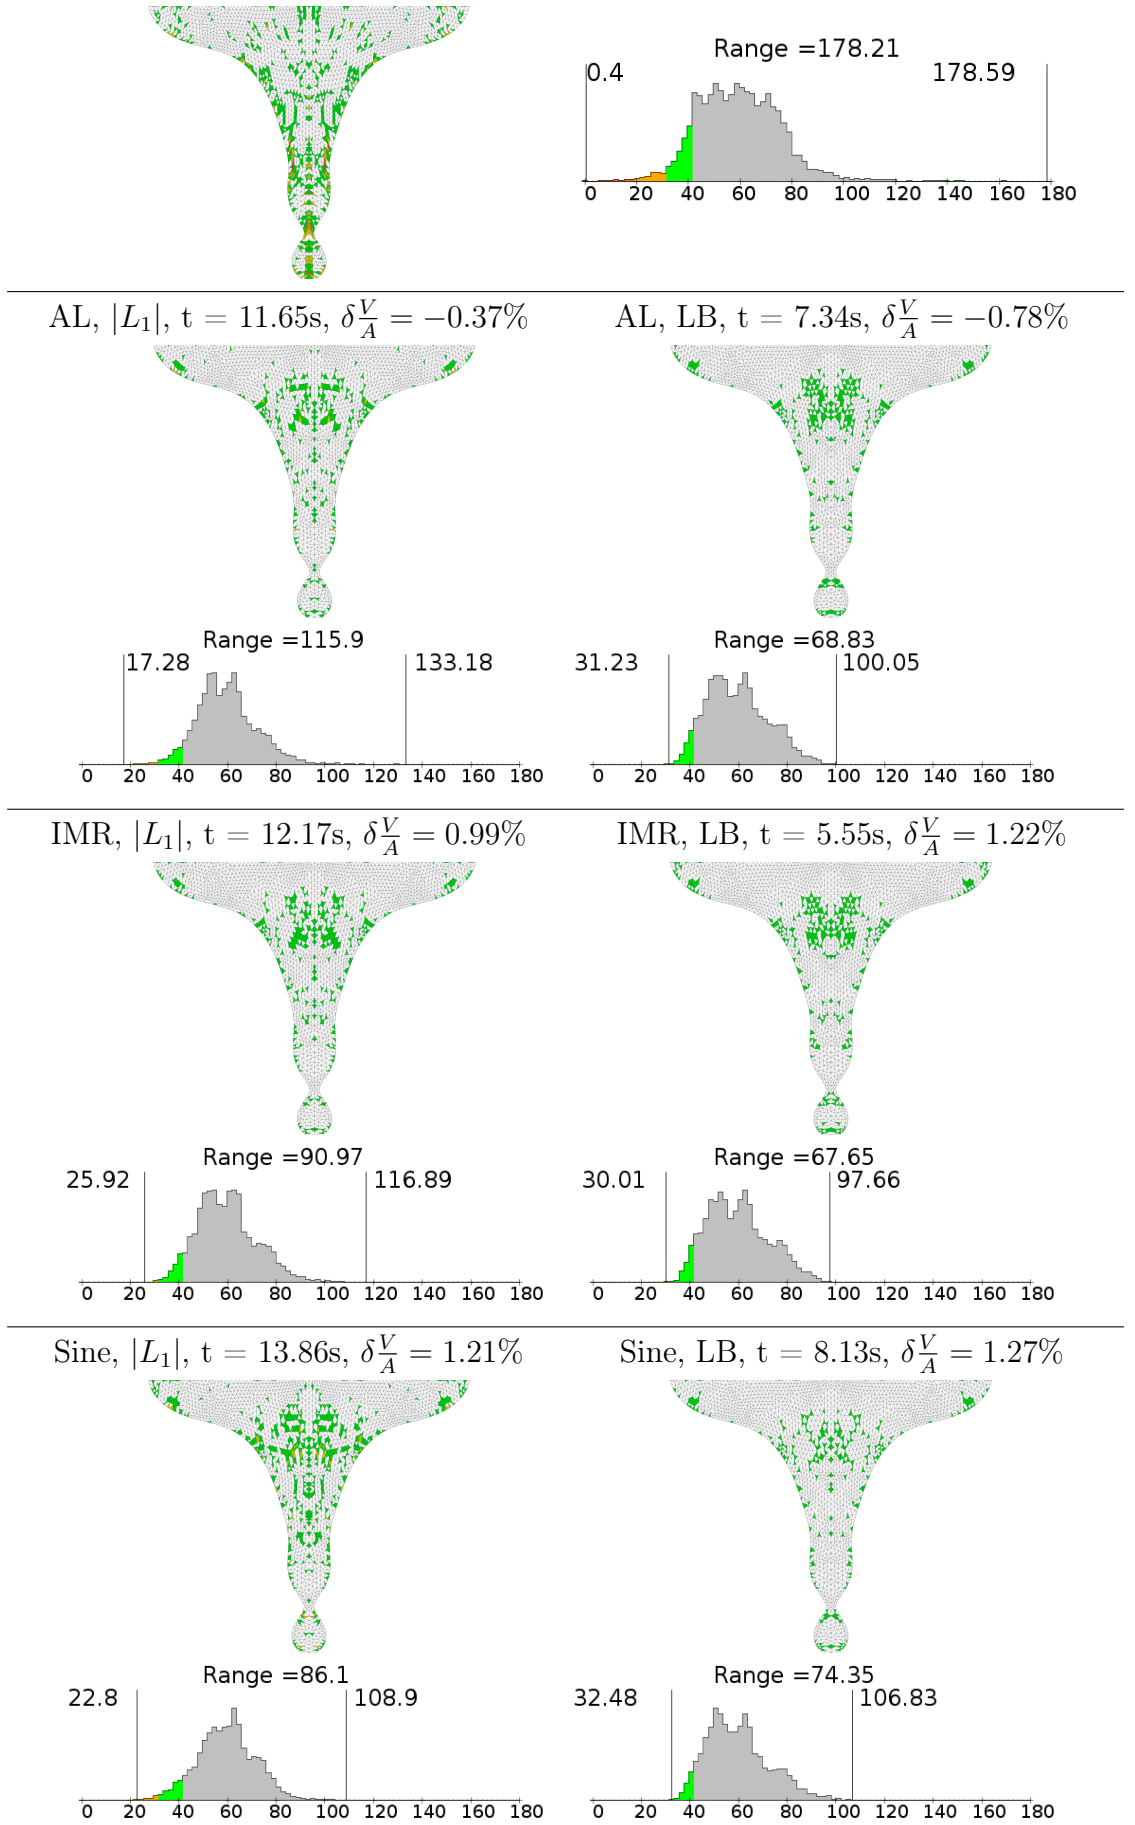 Range =178.21
0.4 178.59
0 20 40 60 80 100 120 140 160 180
AL, |L₁|, t = 11.65s, δV/A = −0.37%
AL, LB, t = 7.34s, δV/A = −0.78%
Range =115.9
17.28 133.18
0 20 40 60 80 100 120 140 160 180
Range =68.83
31.23 100.05
0 20 40 60 80 100 120 140 160 180
IMR, |L₁|, t = 12.17s, δV/A = 0.99%
IMR, LB, t = 5.55s, δV/A = 1.22%
Range =90.97
25.92 116.89
0 20 40 60 80 100 120 140 160 180
Range =67.65
30.01 97.66
0 20 40 60 80 100 120 140 160 180
Sine, |L₁|, t = 13.86s, δV/A = 1.21%
Sine, LB, t = 8.13s, δV/A = 1.27%
Range =86.1
22.8 108.9
0 20 40 60 80 100 120 140 160 180
Range =74.35
32.48 106.83
0 20 40 60 80 100 120 140 160 180